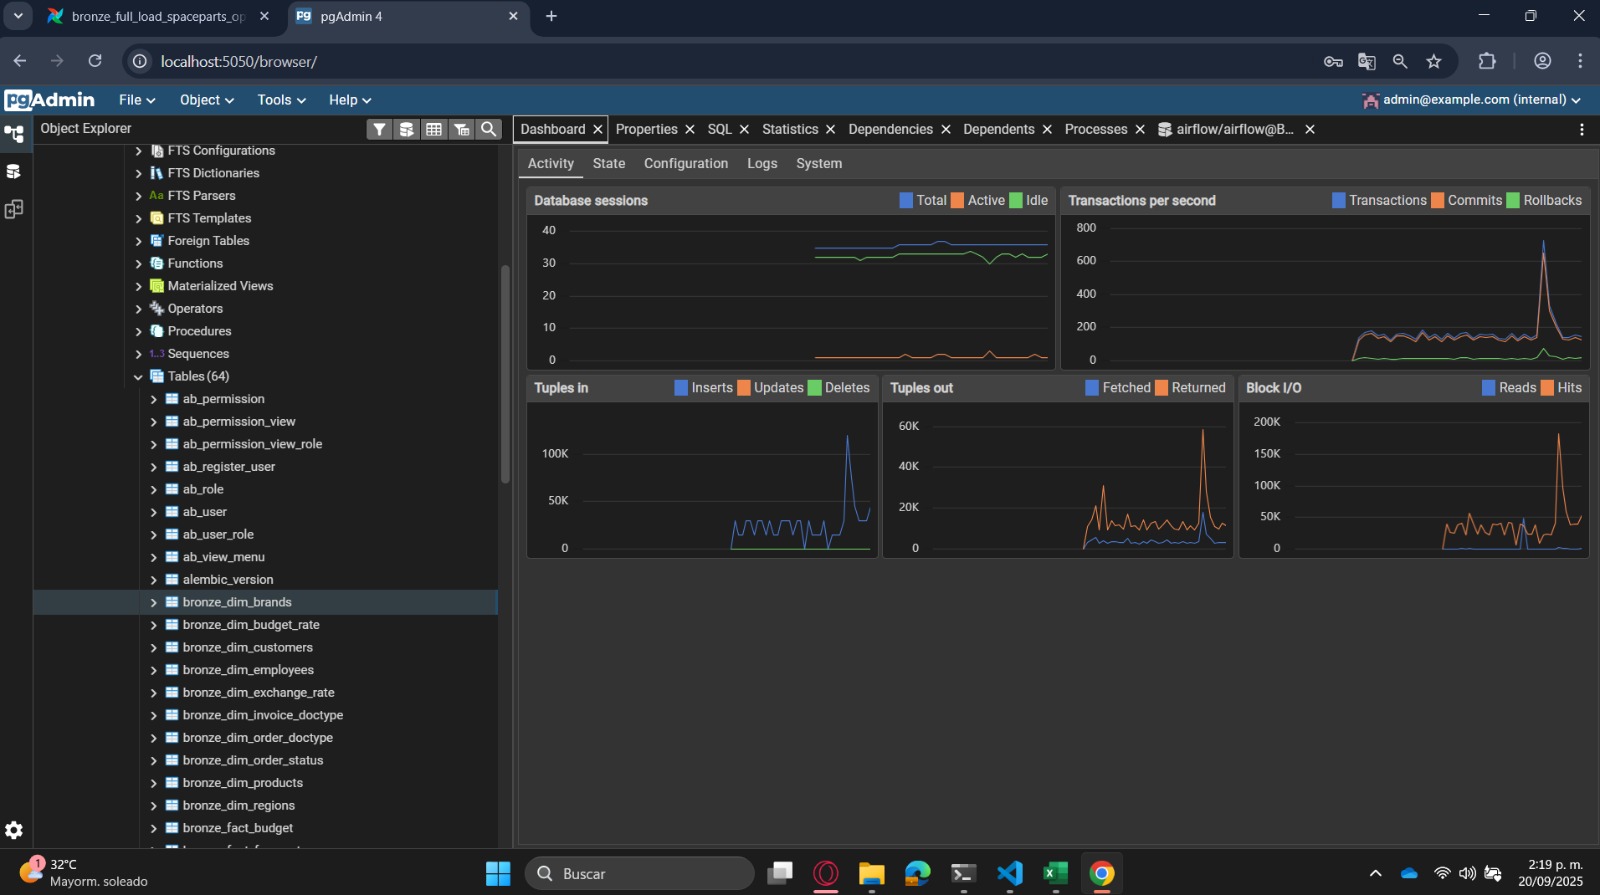 bronze_full_load_spaceparts_op
pgAdmin 4
localhost:5050/browser/
pgAdmin
File
Object
Tools
Help
admin@example.com (internal)
Object Explorer
Dashboard
Properties
SQL
Statistics
Dependencies
Dependents
Processes
airflow/airflow@B...
FTS Configurations
FTS Dictionaries
Aa FTS Parsers
FTS Templates
Foreign Tables
Functions
Materialized Views
Operators
Procedures
1..3 Sequences
Tables (64)
ab_permission
ab_permission_view
ab_permission_view_role
ab_register_user
ab_role
ab_user
ab_user_role
ab_view_menu
alembic_version
bronze_dim_brands
bronze_dim_budget_rate
bronze_dim_customers
bronze_dim_employees
bronze_dim_exchange_rate
bronze_dim_invoice_doctype
bronze_dim_order_doctype
bronze_dim_order_status
bronze_dim_products
bronze_dim_regions
bronze_fact_budget
Activity
State
Configuration
Logs
System
Database sessions
Total Active Idle
40
30
20
10
0
Transactions per second
Transactions Commits Rollbacks
800
600
400
200
0
Tuples in
Inserts Updates Deletes
100K
50K
0
Tuples out
Fetched Returned
60K
40K
20K
0
Block I/O
Reads Hits
200K
150K
100K
50K
0
1
32°C
Mayorm. soleado
Buscar
2:19 p. m.
20/09/2025